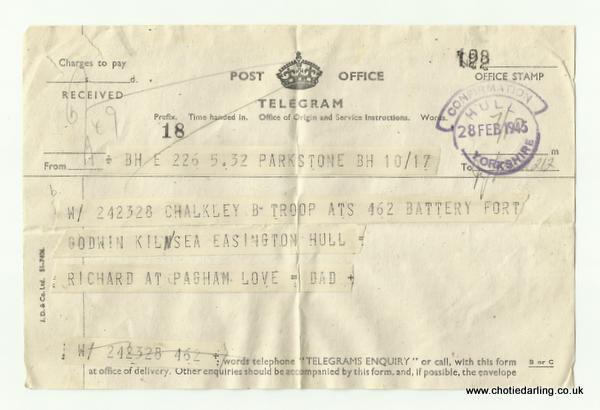 Charges to pay
s. d.
RECEIVED
POST OFFICE
TELEGRAM
OFFICE STAMP
Prefix. Time handed in. Office of Origin and Service Instructions. Words.
18
CONFIRMATION
HULL
28 FEB 1945
YORKSHIRE
m
From
+ BH E 226 5.32 PARKSTONE BH 10/17
To
W/ 242328 CHALKLEY B TROOP ATS 462 BATTERY FORT
GODWIN KILNSEA EASINGTON HULL =
RICHARD AT PAGHAM LOVE = DAD +
W/ 242328 462 +
words telephone "TELEGRAMS ENQUIRY" or call, with this form
B or C
at office of delivery. Other enquiries should be accompanied by this form, and, if possible, the envelope
J. D. & Co. Ltd.
www.chotiedarling.co.uk